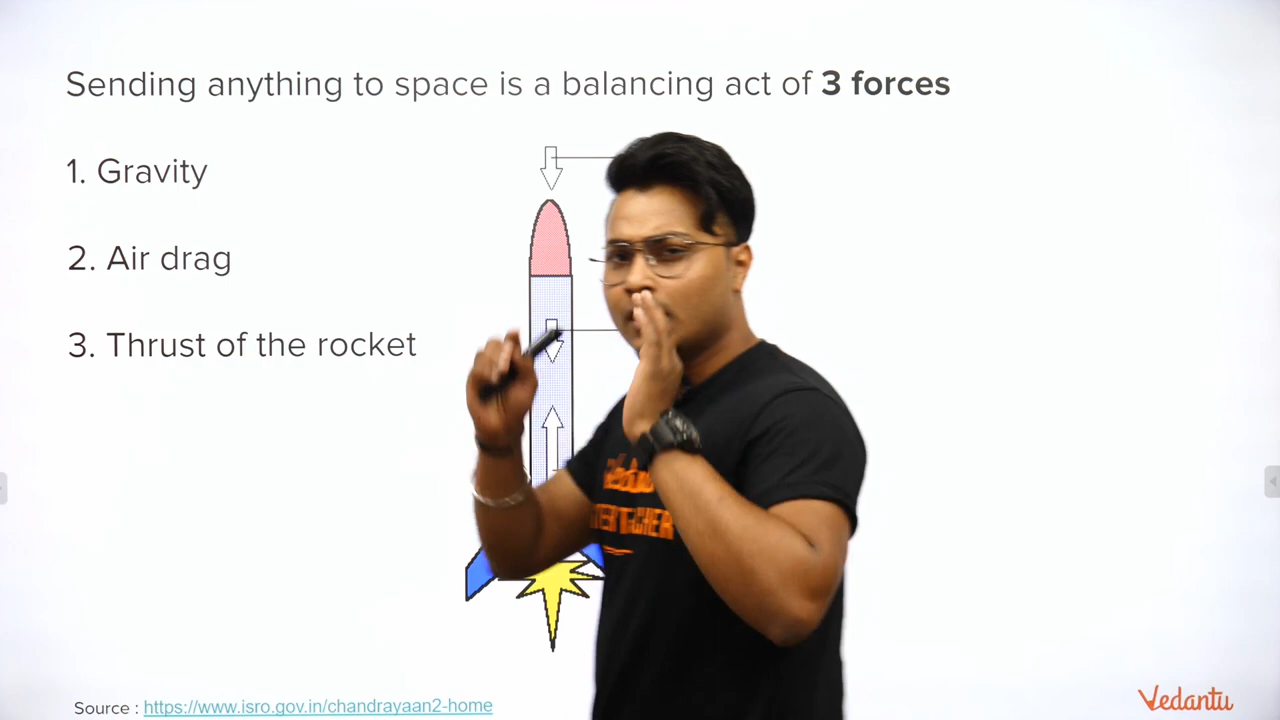 Sending anything to space is a balancing act of 3 forces
1. Gravity
2. Air drag
3. Thrust of the rocket
Source : https://www.isro.gov.in/chandrayaan2-home
Vedantu